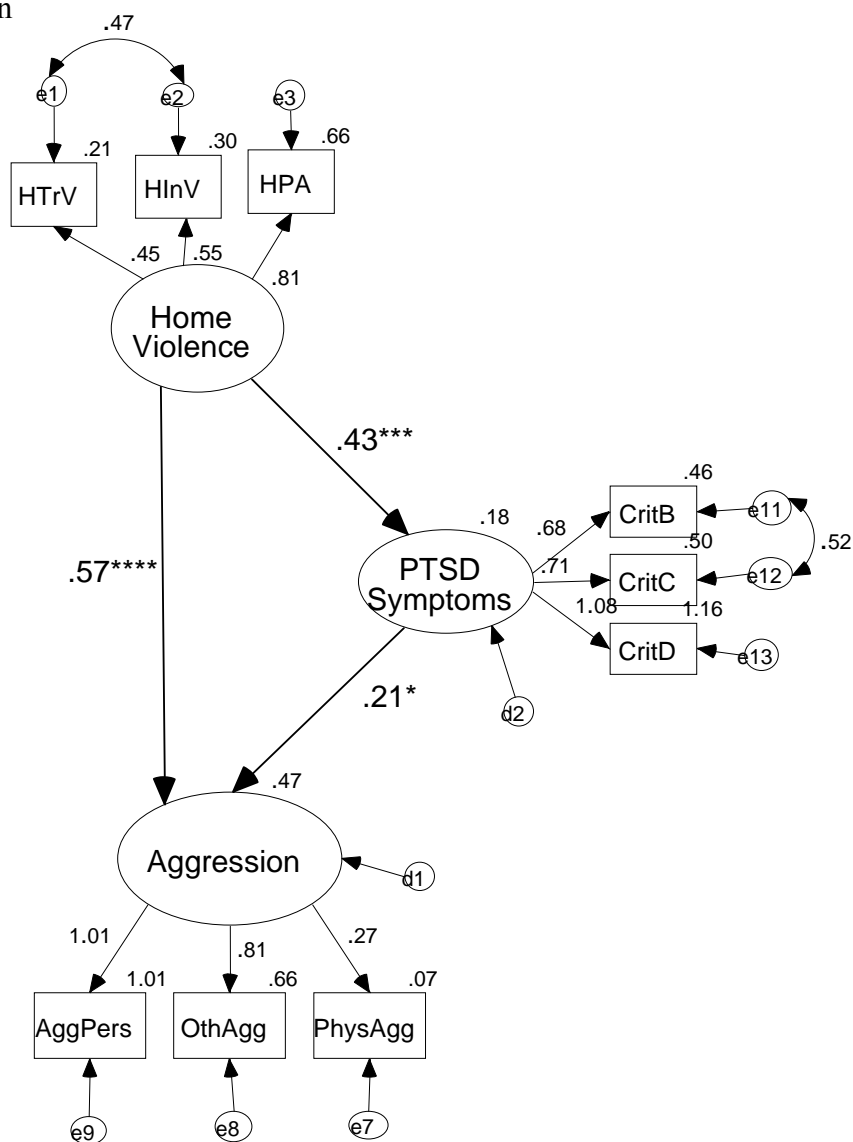 n
.47
e1
e2
e3
.21
.30
.66
HTrV
HInV
HPA
.45
.55
.81
Home
Violence
.43***
.57****
.18
.46
CritB
e11
.68
.52
.50
CritC
e12
.71
1.08
1.16
CritD
e13
PTSD
Symptoms
d2
.21*
.47
Aggression
d1
1.01
.81
.27
1.01
.66
.07
AggPers
OthAgg
PhysAgg
e9
e8
e7